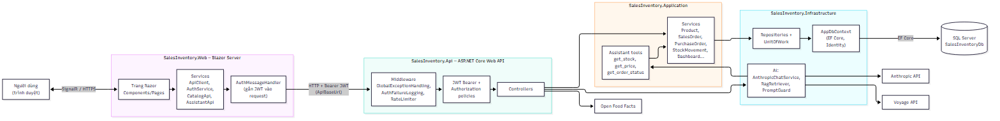 Người dùng
(trình duyệt)
SignalR / HTTPS
SalesInventory.Web – Blazor Server
Trang Razor
Components/Pages
Services
ApiClient,
AuthService,
CatalogApi,
AssistantApi
AuthMessageHandler
(gắn JWT vào
request)
HTTP + Bearer JWT
(ApiBaseUrl)
SalesInventory.Api – ASP.NET Core Web API
Middleware
GlobalExceptionHandling,
AuthFailureLogging,
RateLimiter
JWT Bearer +
Authorization
policies
Controllers
SalesInventory.Application
Services
Product,
SalesOrder,
PurchaseOrder,
StockMovement,
Dashboard...
Assistant tools
get_stock,
get_price,
get_order_status
Open Food Facts
SalesInventory.Infrastructure
Repositories +
UnitOfWork
AppDbContext
(EF Core,
Identity)
AI:
AnthropicChatService,
RagRetriever,
PromptGuard
EF Core
SQL Server
SalesInventoryDb
Anthropic API
Voyage API